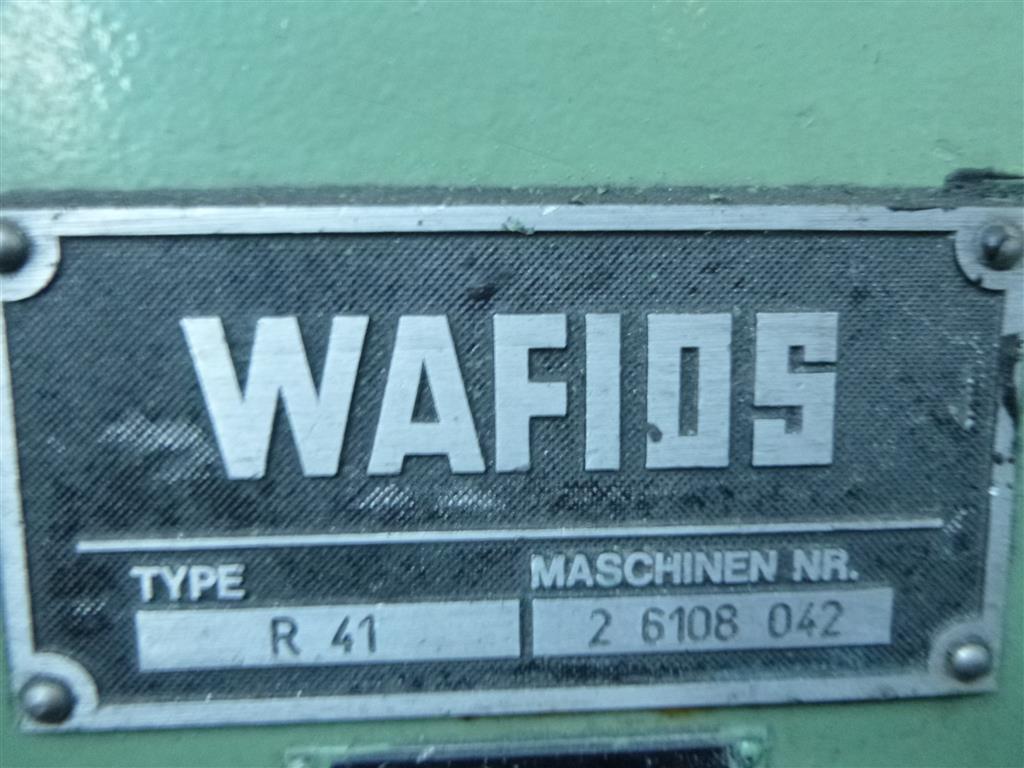 WAFIOS
TYPE MASCHINEN NR.
R 41 2 6108 042